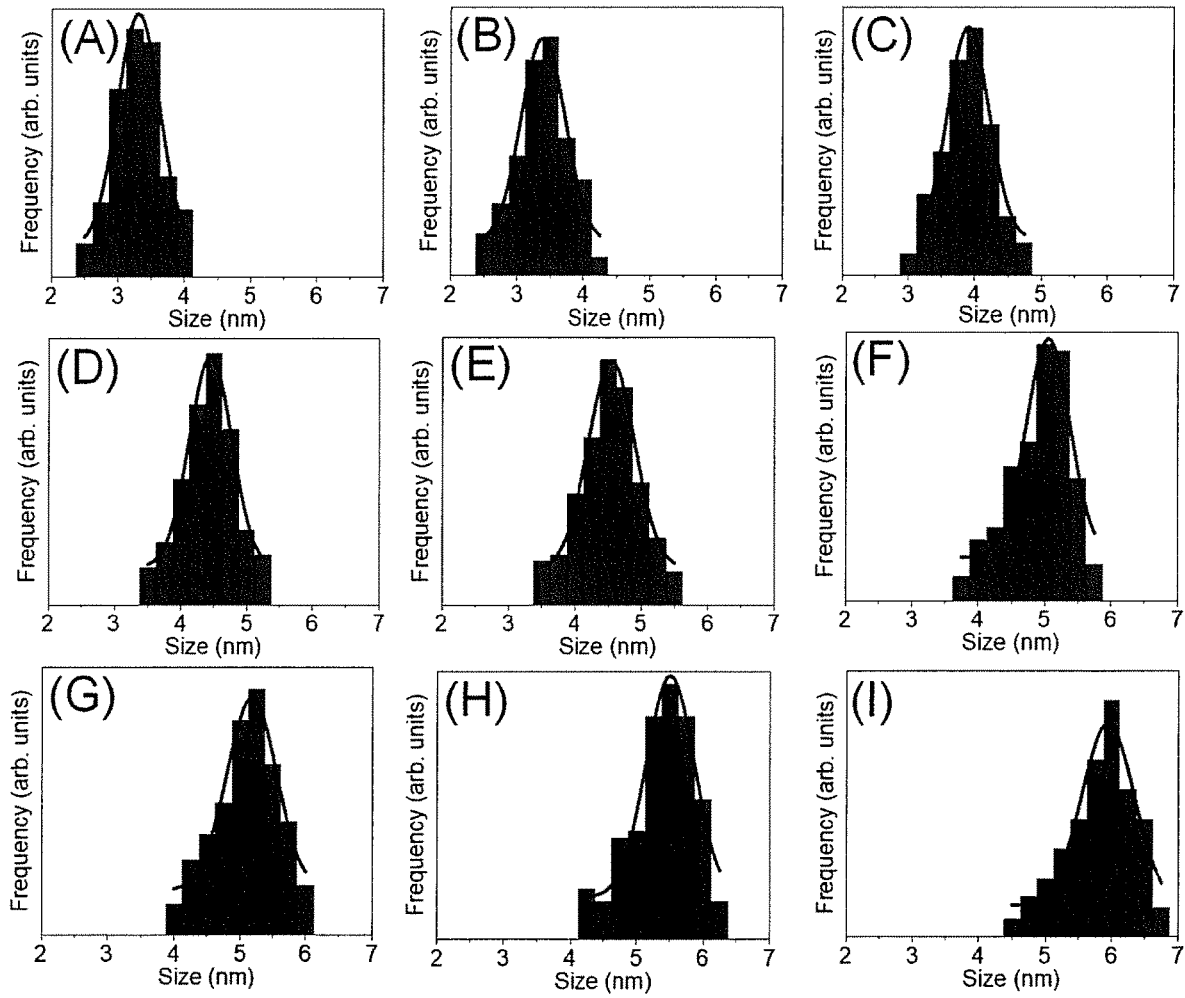 (A)
Frequency (arb. units)
2 3 4 5 6 7
Size (nm)
(B)
Frequency (arb. units)
2 3 4 5 6 7
Size (nm)
(C)
Frequency (arb. units)
2 3 4 5 6 7
Size (nm)
(D)
Frequency (arb. units)
2 3 4 5 6 7
Size (nm)
(E)
Frequency (arb. units)
2 3 4 5 6 7
Size (nm)
(F)
Frequency (arb. units)
2 3 4 5 6 7
Size (nm)
(G)
Frequency (arb. units)
2 3 4 5 6 7
Size (nm)
(H)
Frequency (arb. units)
2 3 4 5 6 7
Size (nm)
(I)
Frequency (arb. units)
2 3 4 5 6 7
Size (nm)